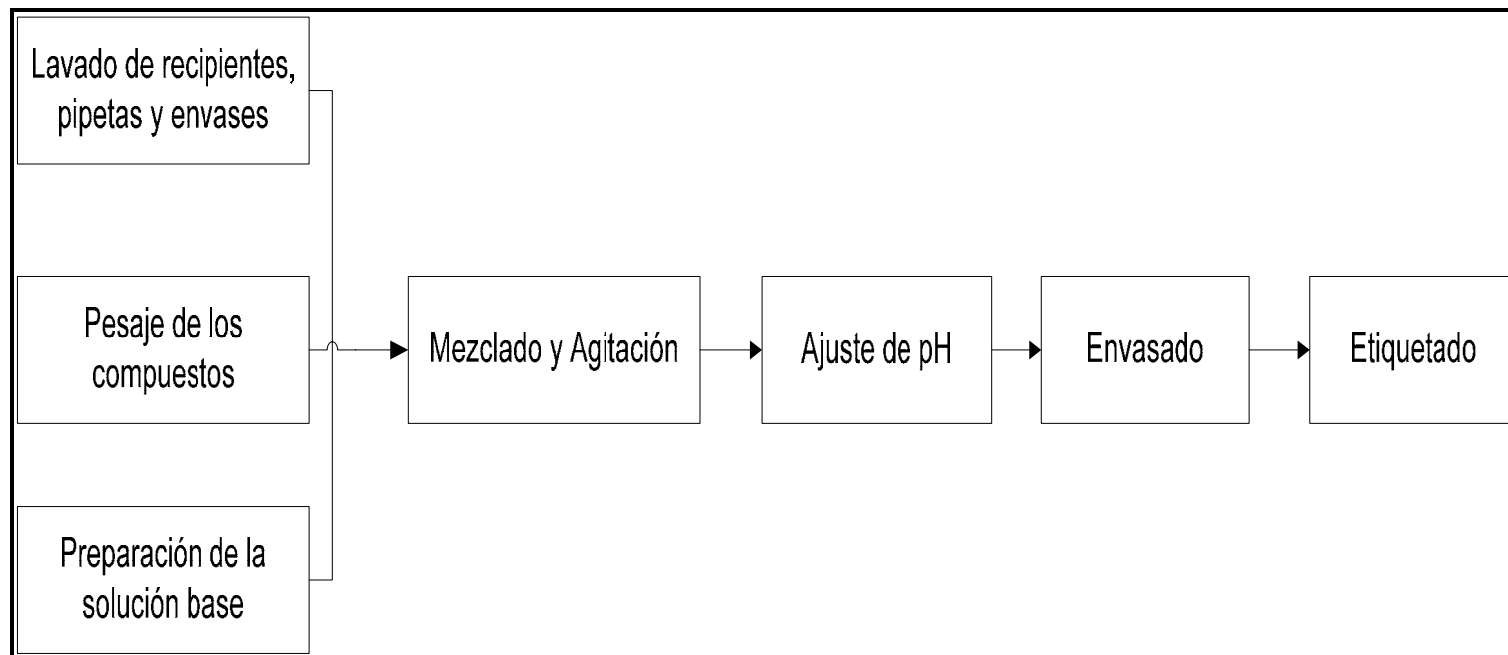 Lavado de recipientes,
pipetas y envases
Pesaje de los
compuestos
Preparación de la
solución base
Mezclado y Agitación
Ajuste de pH
Envasado
Etiquetado